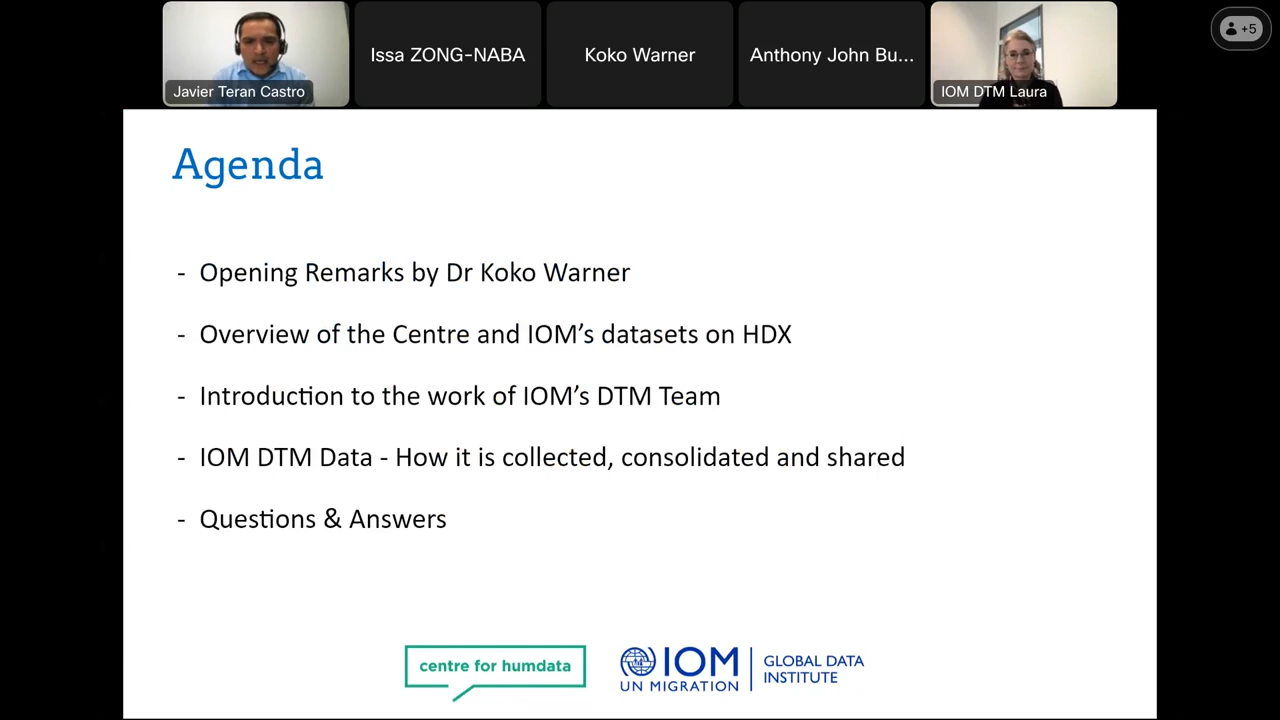 Javier Teran Castro
Issa ZONG-NABA
Koko Warner
Anthony John Bu...
IOM DTM Laura
+5
Agenda
- Opening Remarks by Dr Koko Warner
- Overview of the Centre and IOM's datasets on HDX
- Introduction to the work of IOM's DTM Team
- IOM DTM Data - How it is collected, consolidated and shared
- Questions & Answers
centre for humdata
IOM
UN MIGRATION
GLOBAL DATA
INSTITUTE